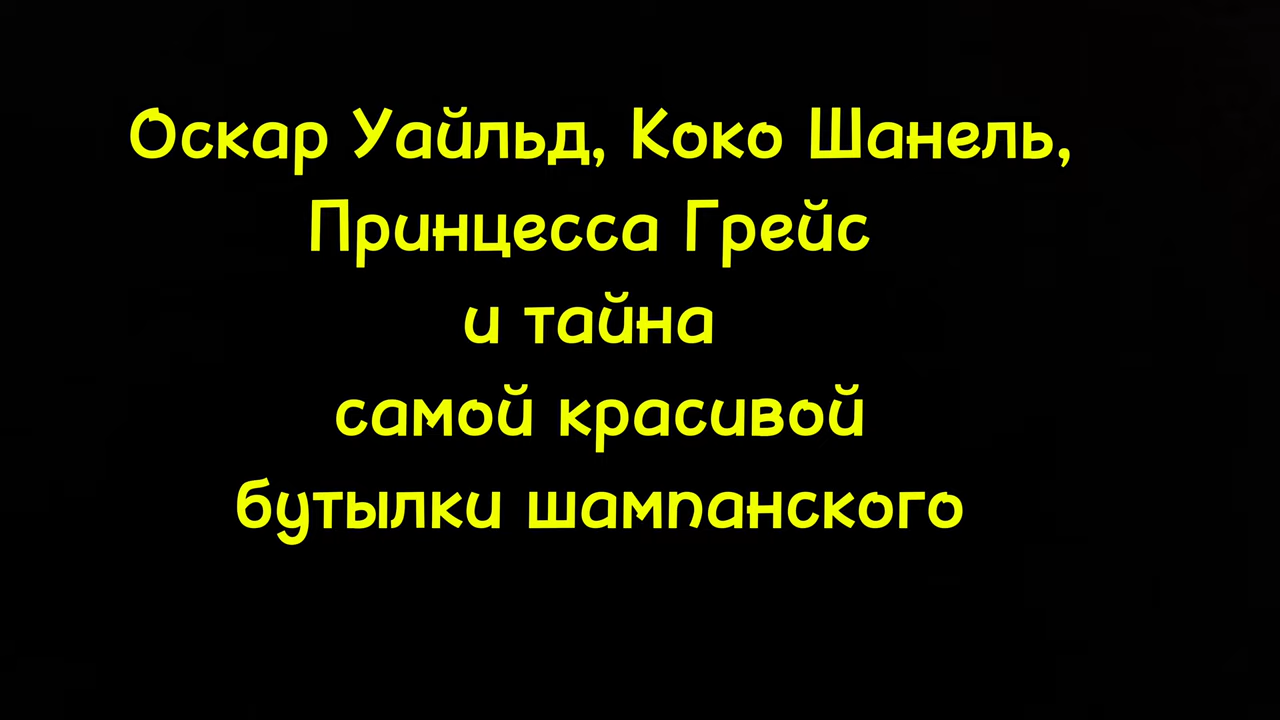 Оскар Уайльд, Коко Шанель,
Принцесса Грейс
и тайна
самой красивой
бутылки шампанского